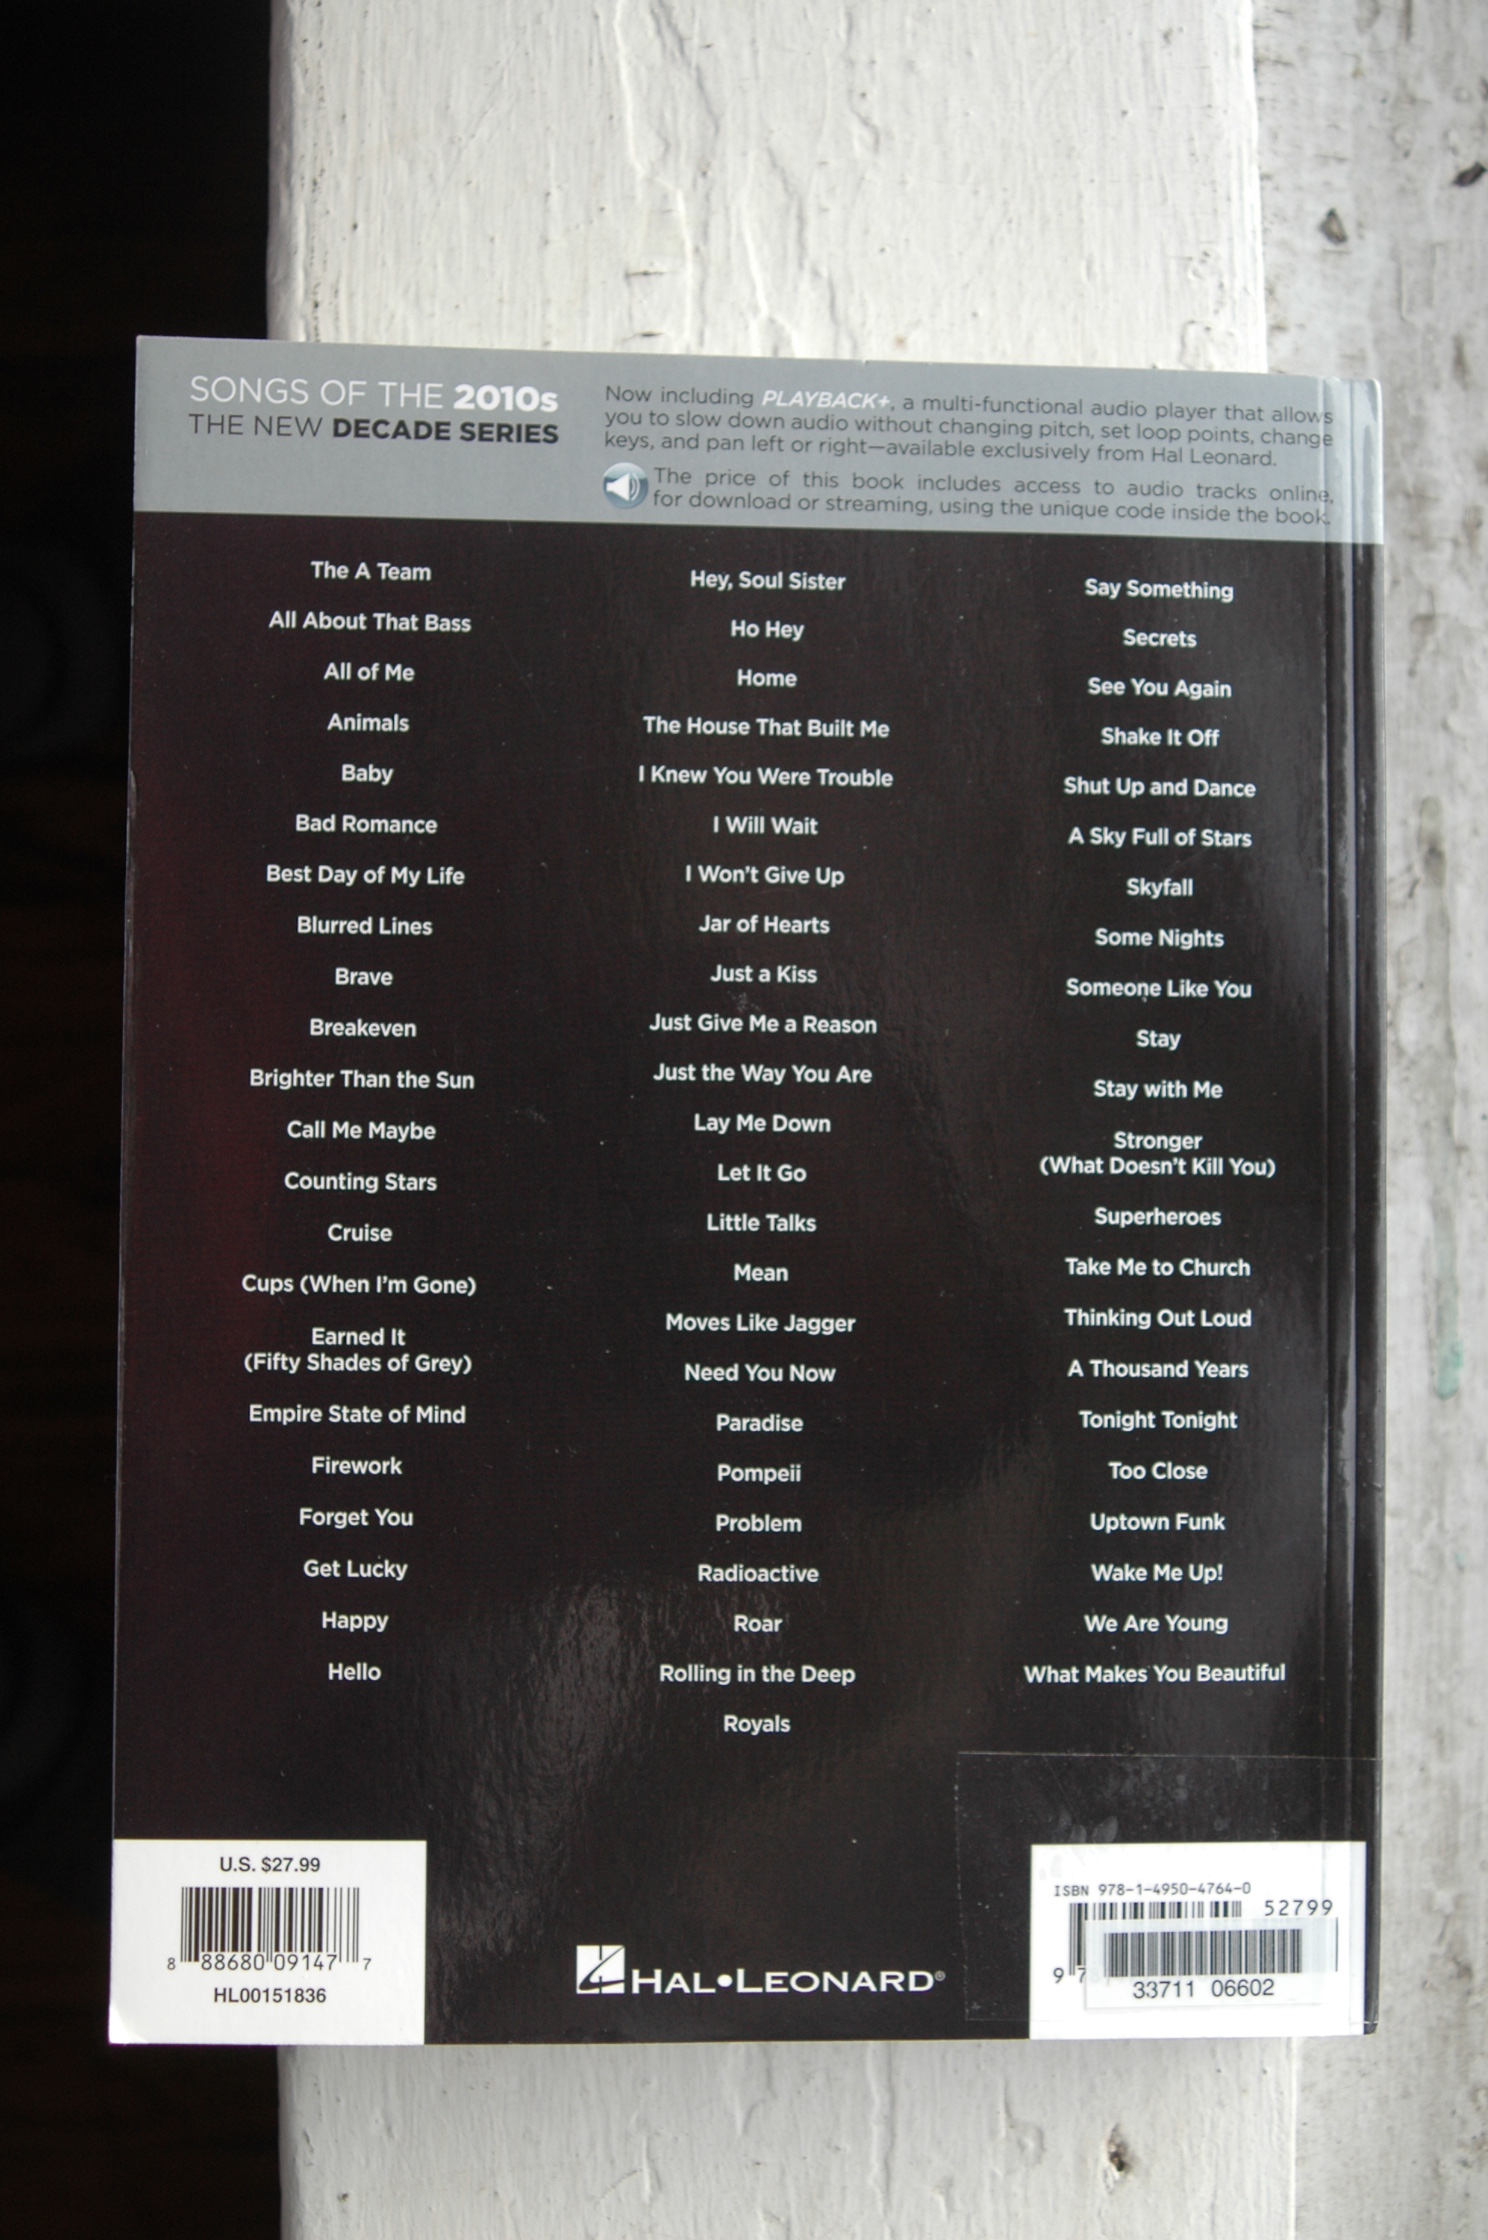 SONGS OF THE 2010s
THE NEW DECADE SERIES
Now including PLAYBACK+, a multi-functional audio player that allows
you to slow down audio without changing pitch, set loop points, change
keys, and pan left or right—available exclusively from Hal Leonard.
The price of this book includes access to audio tracks online,
for download or streaming, using the unique code inside the book.
The A Team
All About That Bass
All of Me
Animals
Baby
Bad Romance
Best Day of My Life
Blurred Lines
Brave
Breakeven
Brighter Than the Sun
Call Me Maybe
Counting Stars
Cruise
Cups (When I'm Gone)
Earned It
(Fifty Shades of Grey)
Empire State of Mind
Firework
Forget You
Get Lucky
Happy
Hello
Hey, Soul Sister
Ho Hey
Home
The House That Built Me
I Knew You Were Trouble
I Will Wait
I Won't Give Up
Jar of Hearts
Just a Kiss
Just Give Me a Reason
Just the Way You Are
Lay Me Down
Let It Go
Little Talks
Mean
Moves Like Jagger
Need You Now
Paradise
Pompeii
Problem
Radioactive
Roar
Rolling in the Deep
Royals
Say Something
Secrets
See You Again
Shake It Off
Shut Up and Dance
A Sky Full of Stars
Skyfall
Some Nights
Someone Like You
Stay
Stay with Me
Stronger
(What Doesn't Kill You)
Superheroes
Take Me to Church
Thinking Out Loud
A Thousand Years
Tonight Tonight
Too Close
Uptown Funk
Wake Me Up!
We Are Young
What Makes You Beautiful
U.S. $27.99
8 88680 09147 7
HL00151836
HAL•LEONARD®
ISBN 978-1-4950-4764-0
52799
9 7
33711 06602